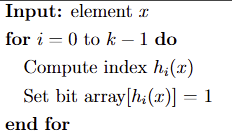 Input: element x
for i = 0 to k − 1 do
Compute index hᵢ(x)
Set bit array[hᵢ(x)] = 1
end for